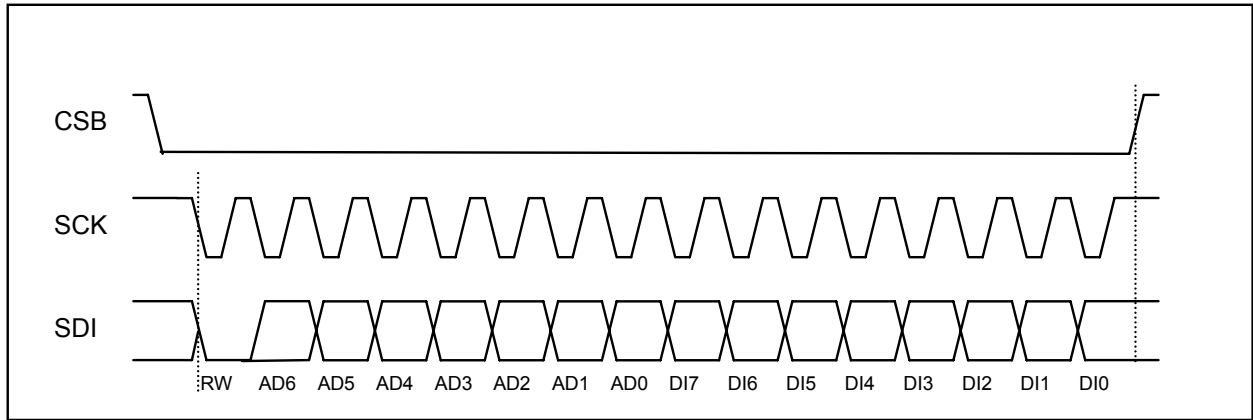 CSB
SCK
SDI
RW AD6 AD5 AD4 AD3 AD2 AD1 AD0 DI7 DI6 DI5 DI4 DI3 DI2 DI1 DI0